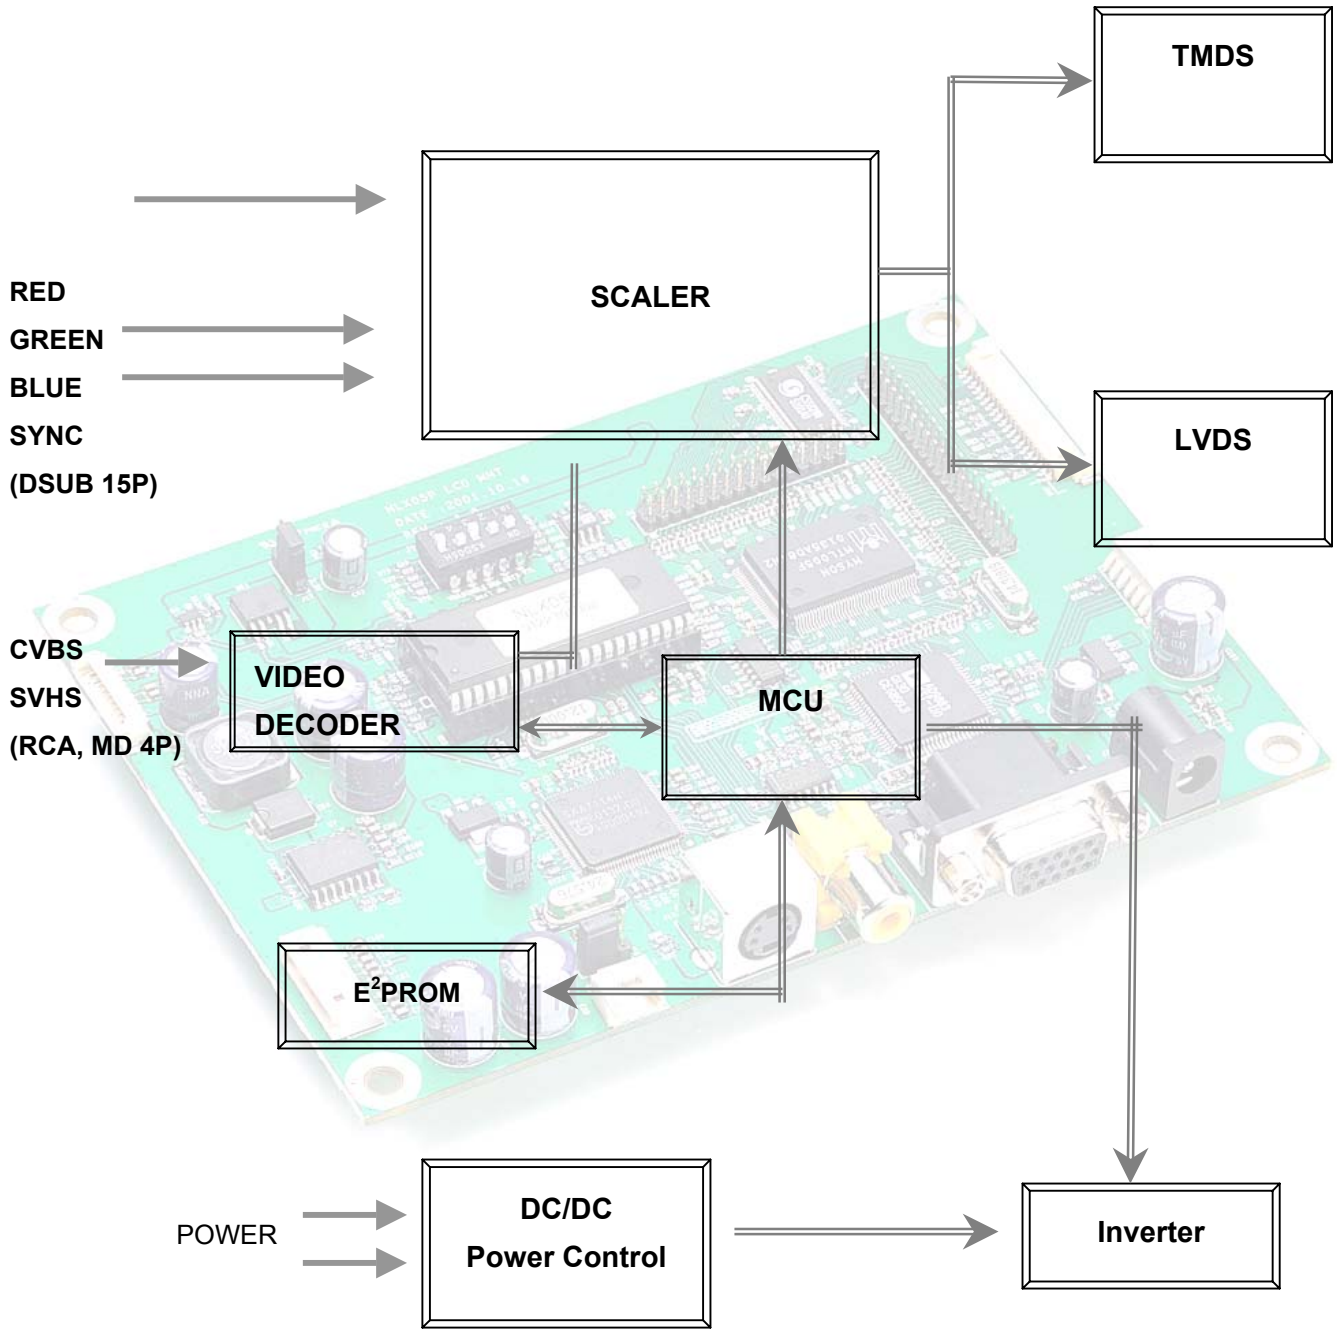 TMDS
SCALER
RED
GREEN
BLUE
SYNC
(DSUB 15P)
LVDS
CVBS
SVHS
(RCA, MD 4P)
VIDEO
DECODER
MCU
E²PROM
POWER
DC/DC
Power Control
Inverter